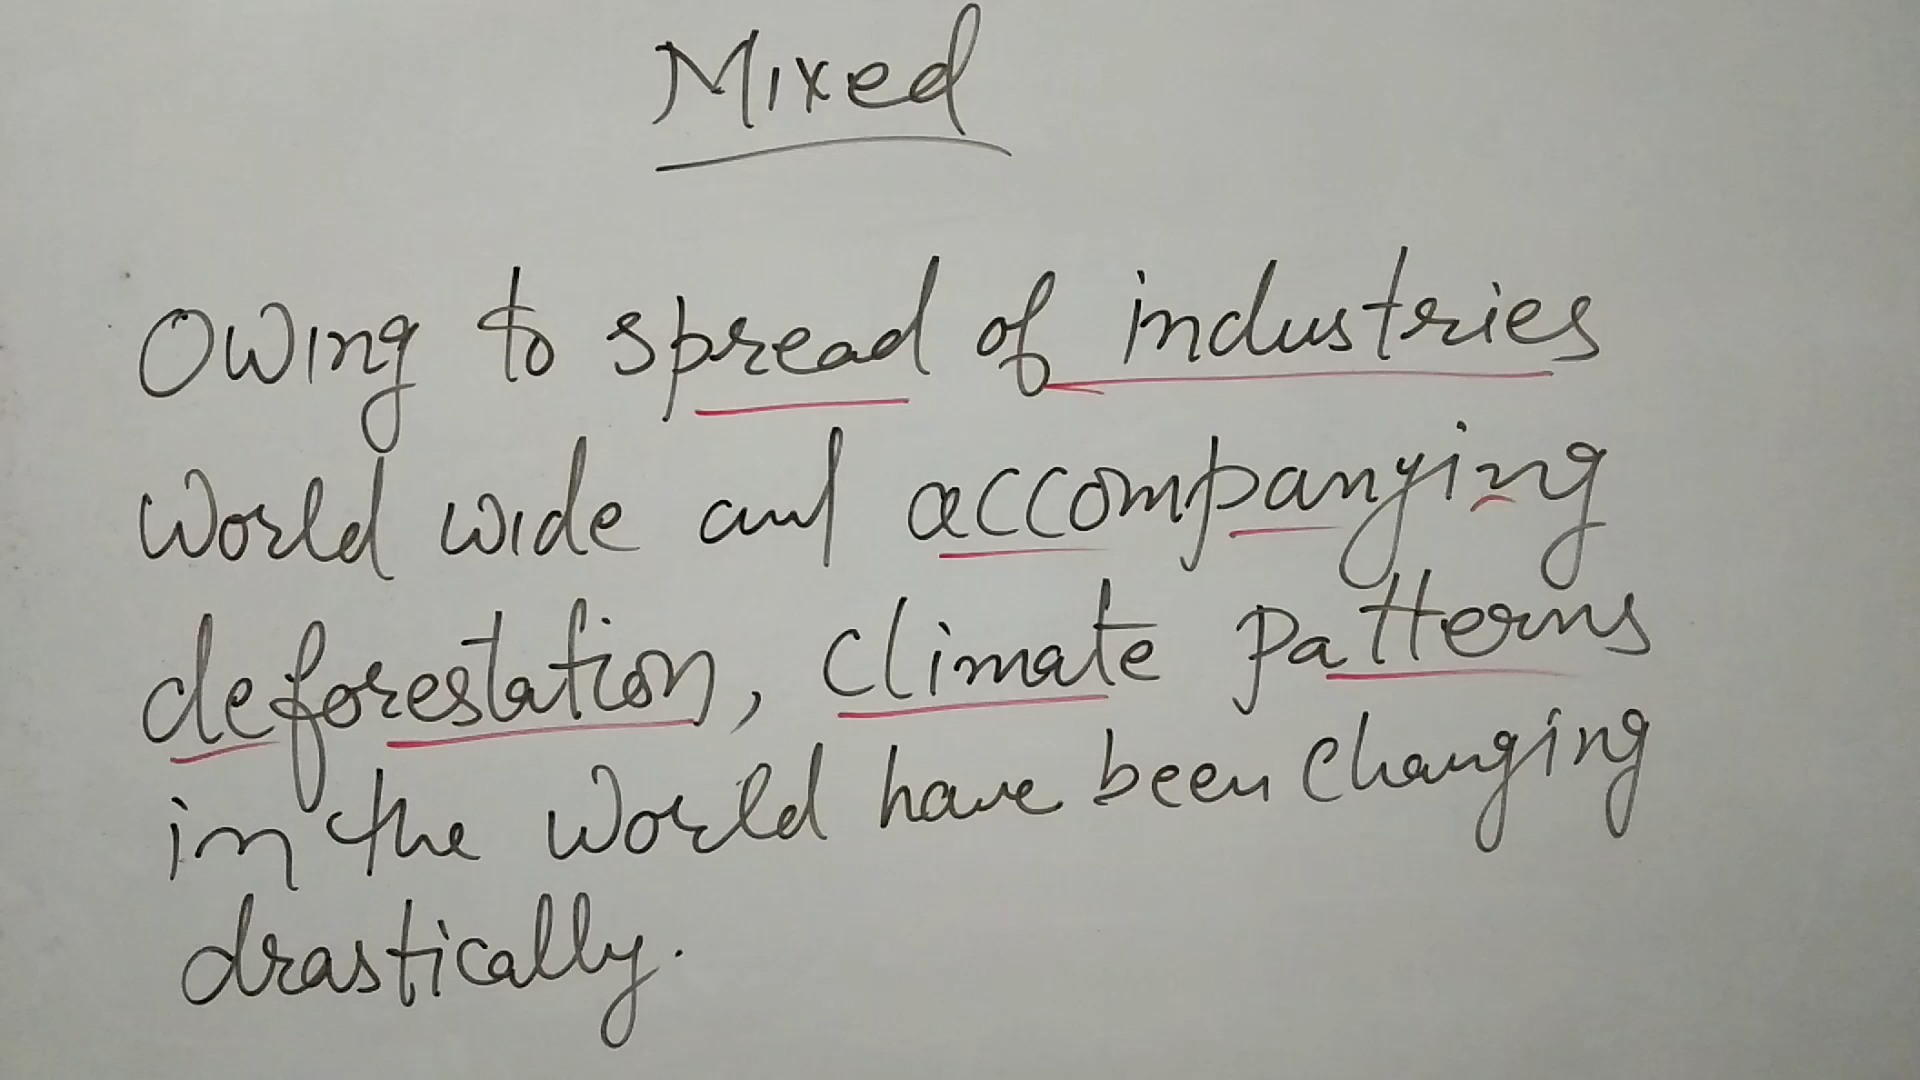 Mixed
Owing to spread of industries
World wide and accompanying
deforestation, Climate Patterns
in the World have been Changing
drastically.